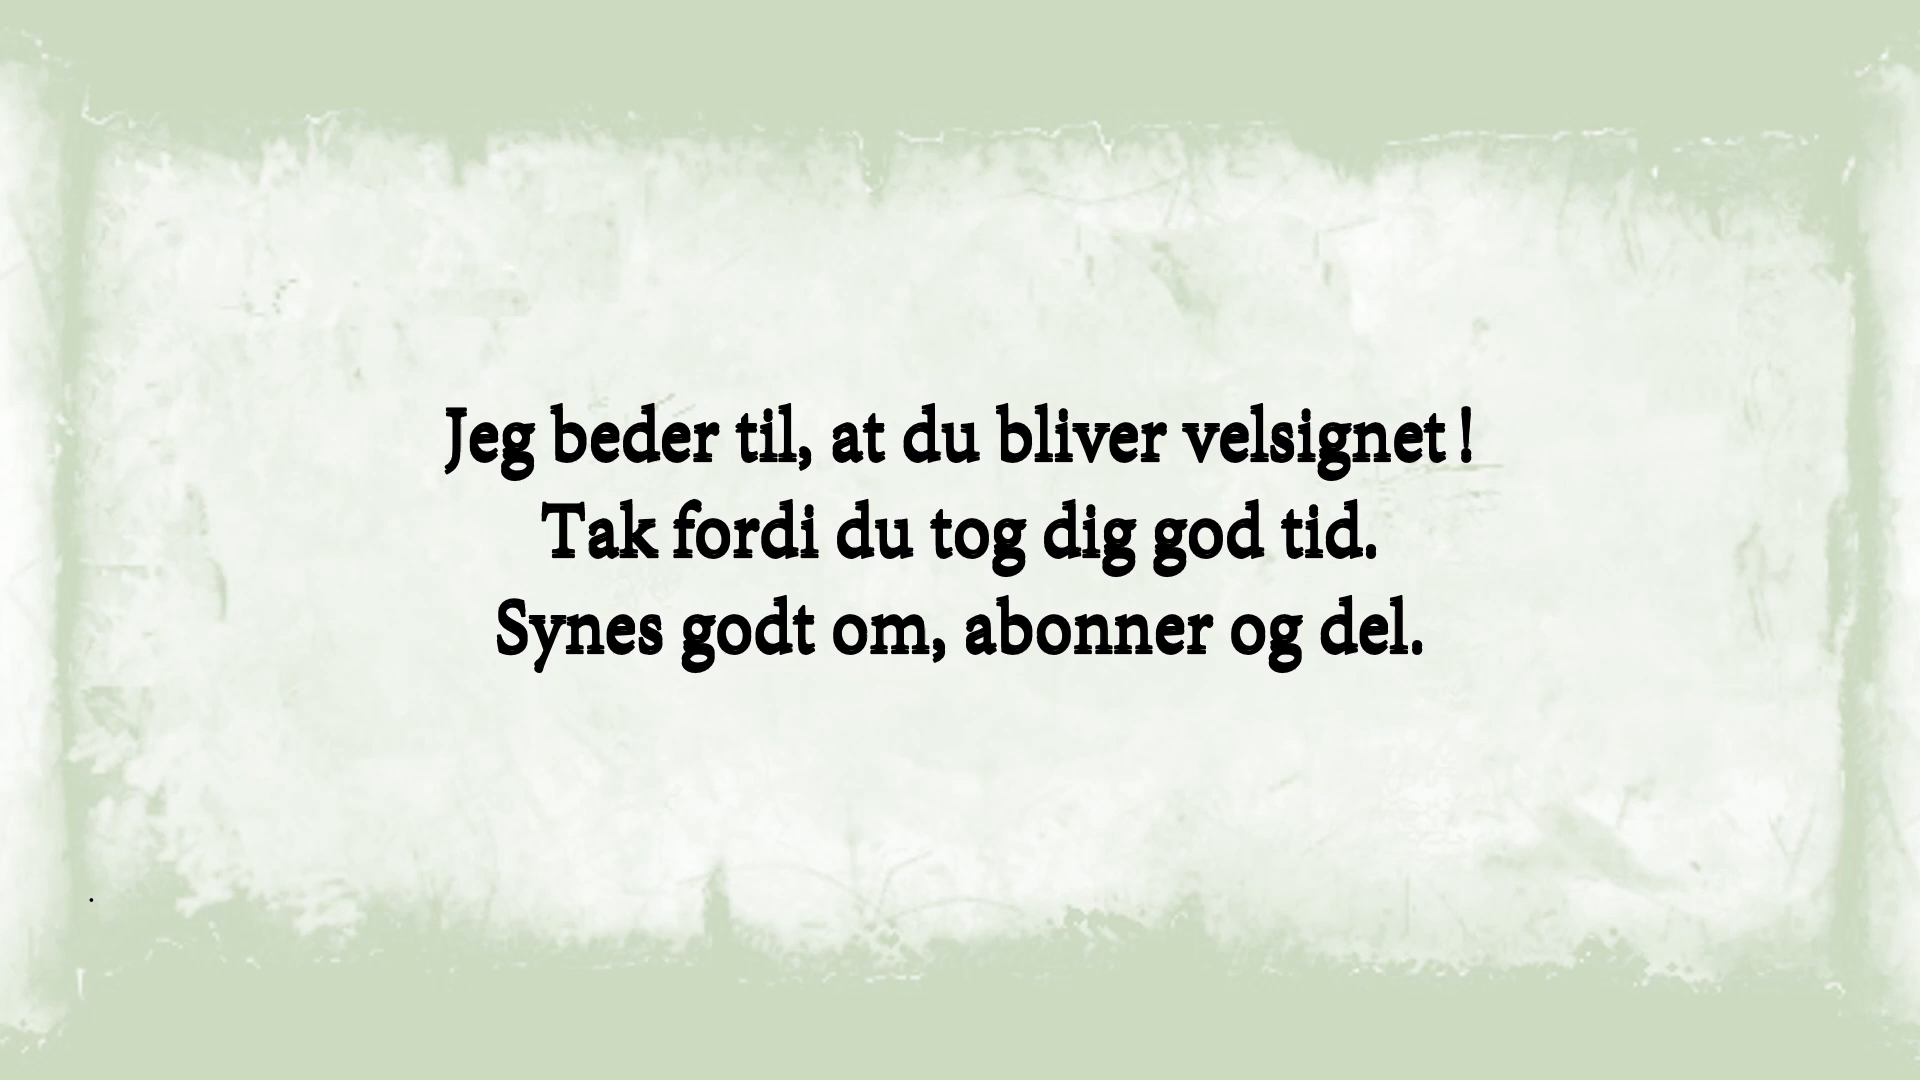 Jeg beder til, at du bliver velsignet!
Tak fordi du tog dig god tid.
Synes godt om, abonner og del.
.